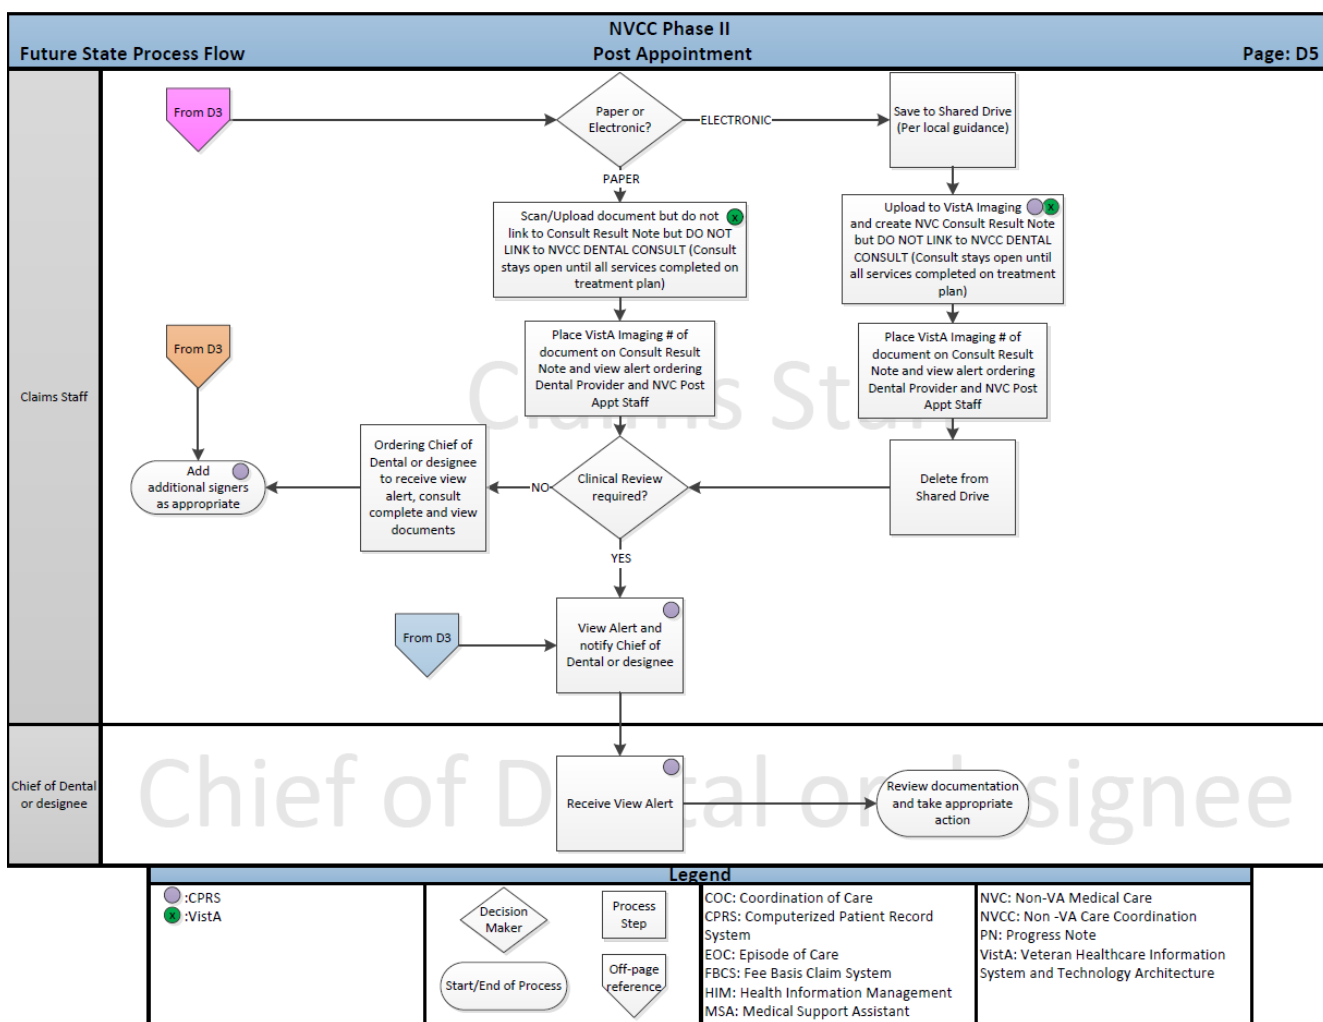 NVCC Phase II
Future State Process Flow
Post Appointment
Page: D5
Claims Staff
Claims Staff
From D3
Paper or
Electronic?
ELECTRONIC
Save to Shared Drive
(Per local guidance)
PAPER
Scan/Upload document but do not
link to Consult Result Note but DO NOT
LINK to NVCC DENTAL CONSULT (Consult
stays open until all services completed on
treatment plan)
x
Upload to VistA Imaging
and create NVC Consult Result Note
but DO NOT LINK to NVCC DENTAL
CONSULT (Consult stays open until
all services completed on treatment
plan)
x
From D3
Place VistA Imaging # of
document on Consult Result
Note and view alert ordering
Dental Provider and NVC Post
Appt Staff
Place VistA Imaging # of
document on Consult Result
Note and view alert ordering
Dental Provider and NVC Post
Appt Staff
Add
additional signers
as appropriate
Ordering Chief of
Dental or designee
to receive view
alert, consult
complete and view
documents
NO
Clinical Review
required?
Delete from
Shared Drive
YES
From D3
View Alert and
notify Chief of
Dental or designee
Chief of Dental
or designee
Chief of Dental or designee
Receive View Alert
Review documentation
and take appropriate
action
Legend
:CPRS
x
:VistA
Decision
Maker
Process
Step
Start/End of Process
Off-page
reference
COC: Coordination of Care
CPRS: Computerized Patient Record
System
EOC: Episode of Care
FBCS: Fee Basis Claim System
HIM: Health Information Management
MSA: Medical Support Assistant
NVC: Non-VA Medical Care
NVCC: Non -VA Care Coordination
PN: Progress Note
VistA: Veteran Healthcare Information
System and Technology Architecture